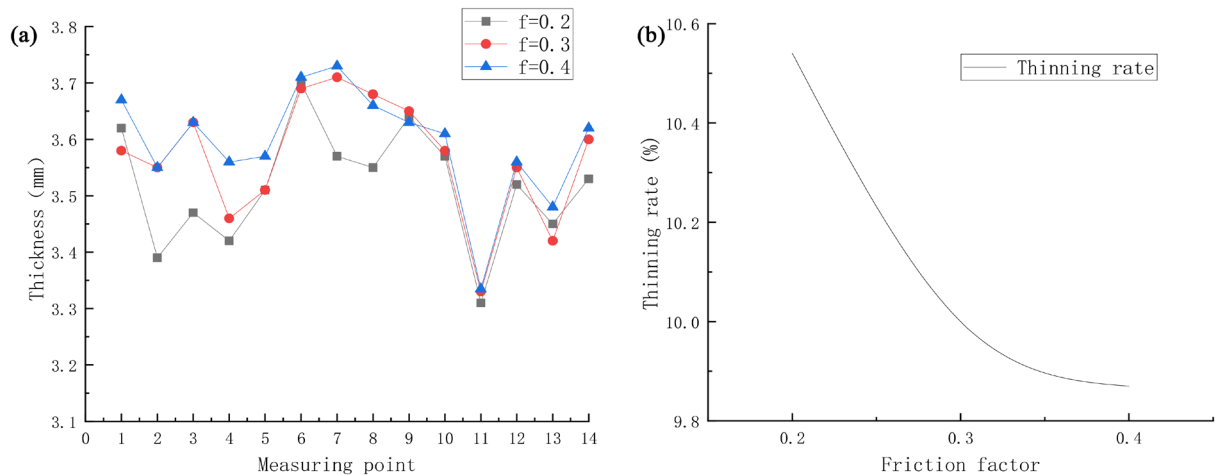 (a)
f=0.2
f=0.3
f=0.4
3.8
3.7
3.6
3.5
3.4
3.3
3.2
3.1
Thickness (mm)
0 1 2 3 4 5 6 7 8 9 10 11 12 13 14
Measuring point
(b)
Thinning rate
10.6
10.4
10.2
10.0
9.8
Thinning rate (%)
0.2 0.3 0.4
Friction factor